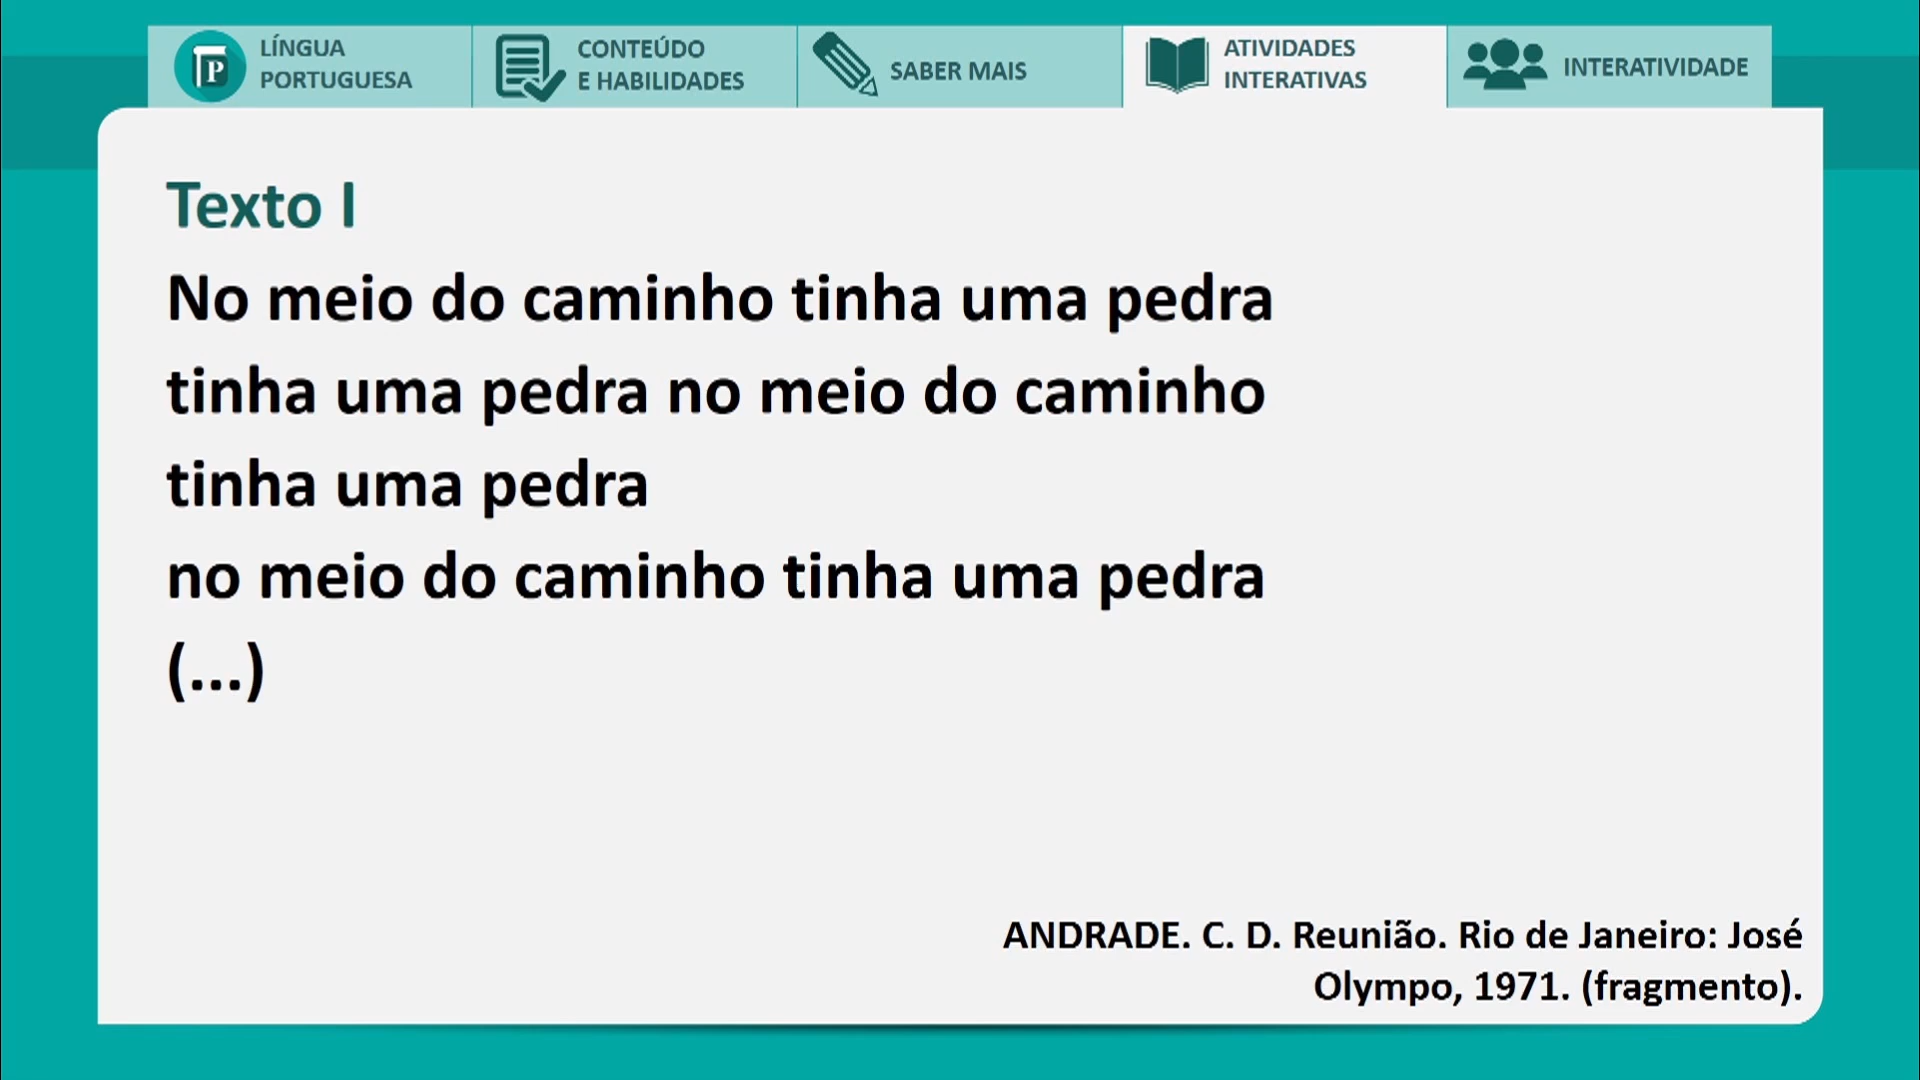 LÍNGUA
PORTUGUESA
CONTEÚDO
E HABILIDADES
SABER MAIS
ATIVIDADES
INTERATIVAS
INTERATIVIDADE
P
Texto I
No meio do caminho tinha uma pedra
tinha uma pedra no meio do caminho
tinha uma pedra
no meio do caminho tinha uma pedra
(...)
ANDRADE. C. D. Reunião. Rio de Janeiro: José
Olympo, 1971. (fragmento).